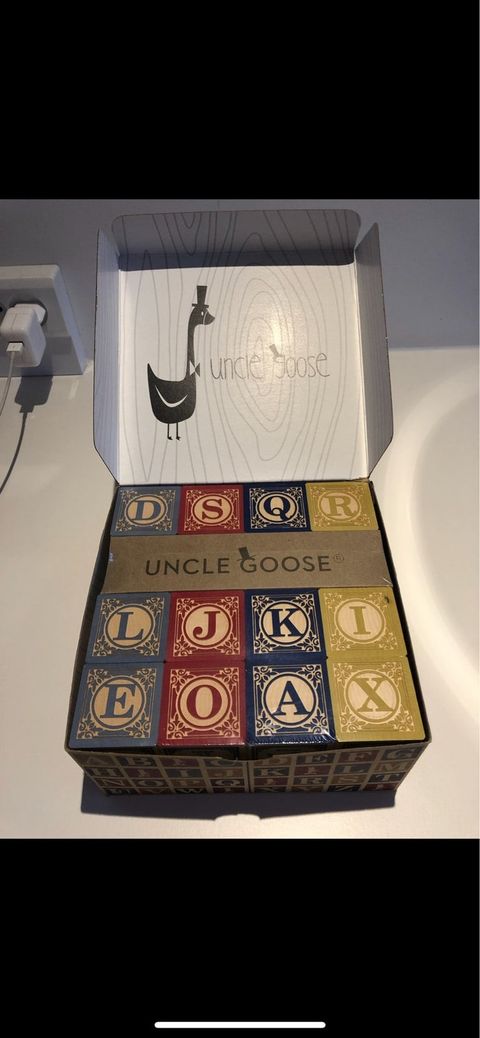 uncle goose
D S Q R
UNCLE GOOSE®
L J K I
E O A X